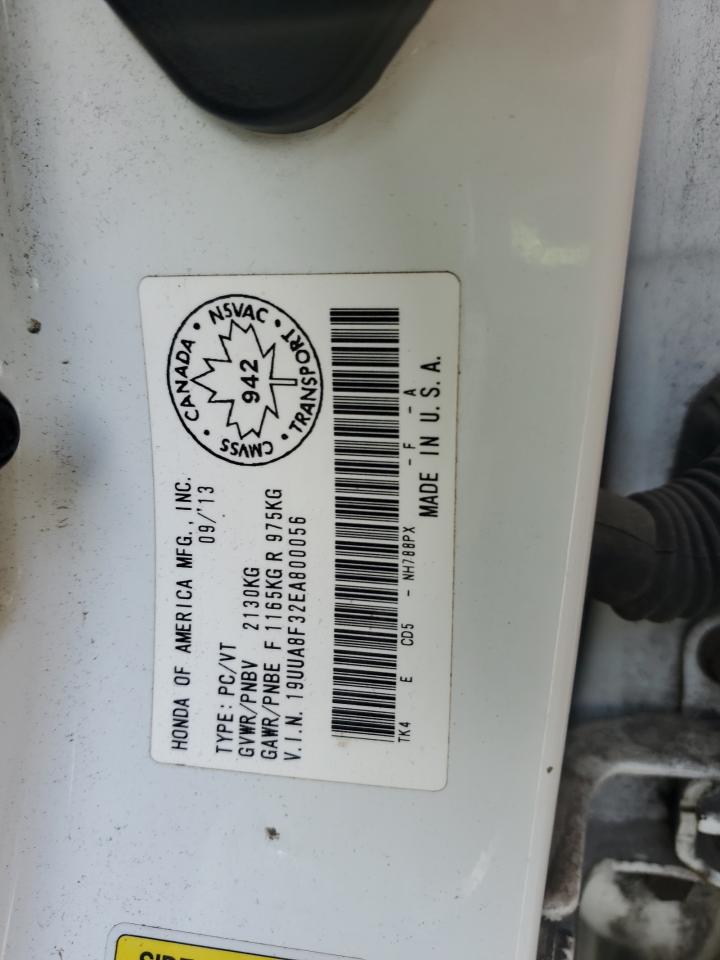 HONDA OF AMERICA MFG., INC.
09/'13
TYPE: PC/VT
GVWR/PNBV 2130KG
GAWR/PNBE F 1165KG R 975KG
V.I.N. 19UUA8F32EA800056
CANADA • NSVAC • TRANSPORT • CMVSS •
942
TK4 E CD5 - NH788PX - F - A
MADE IN U.S.A.